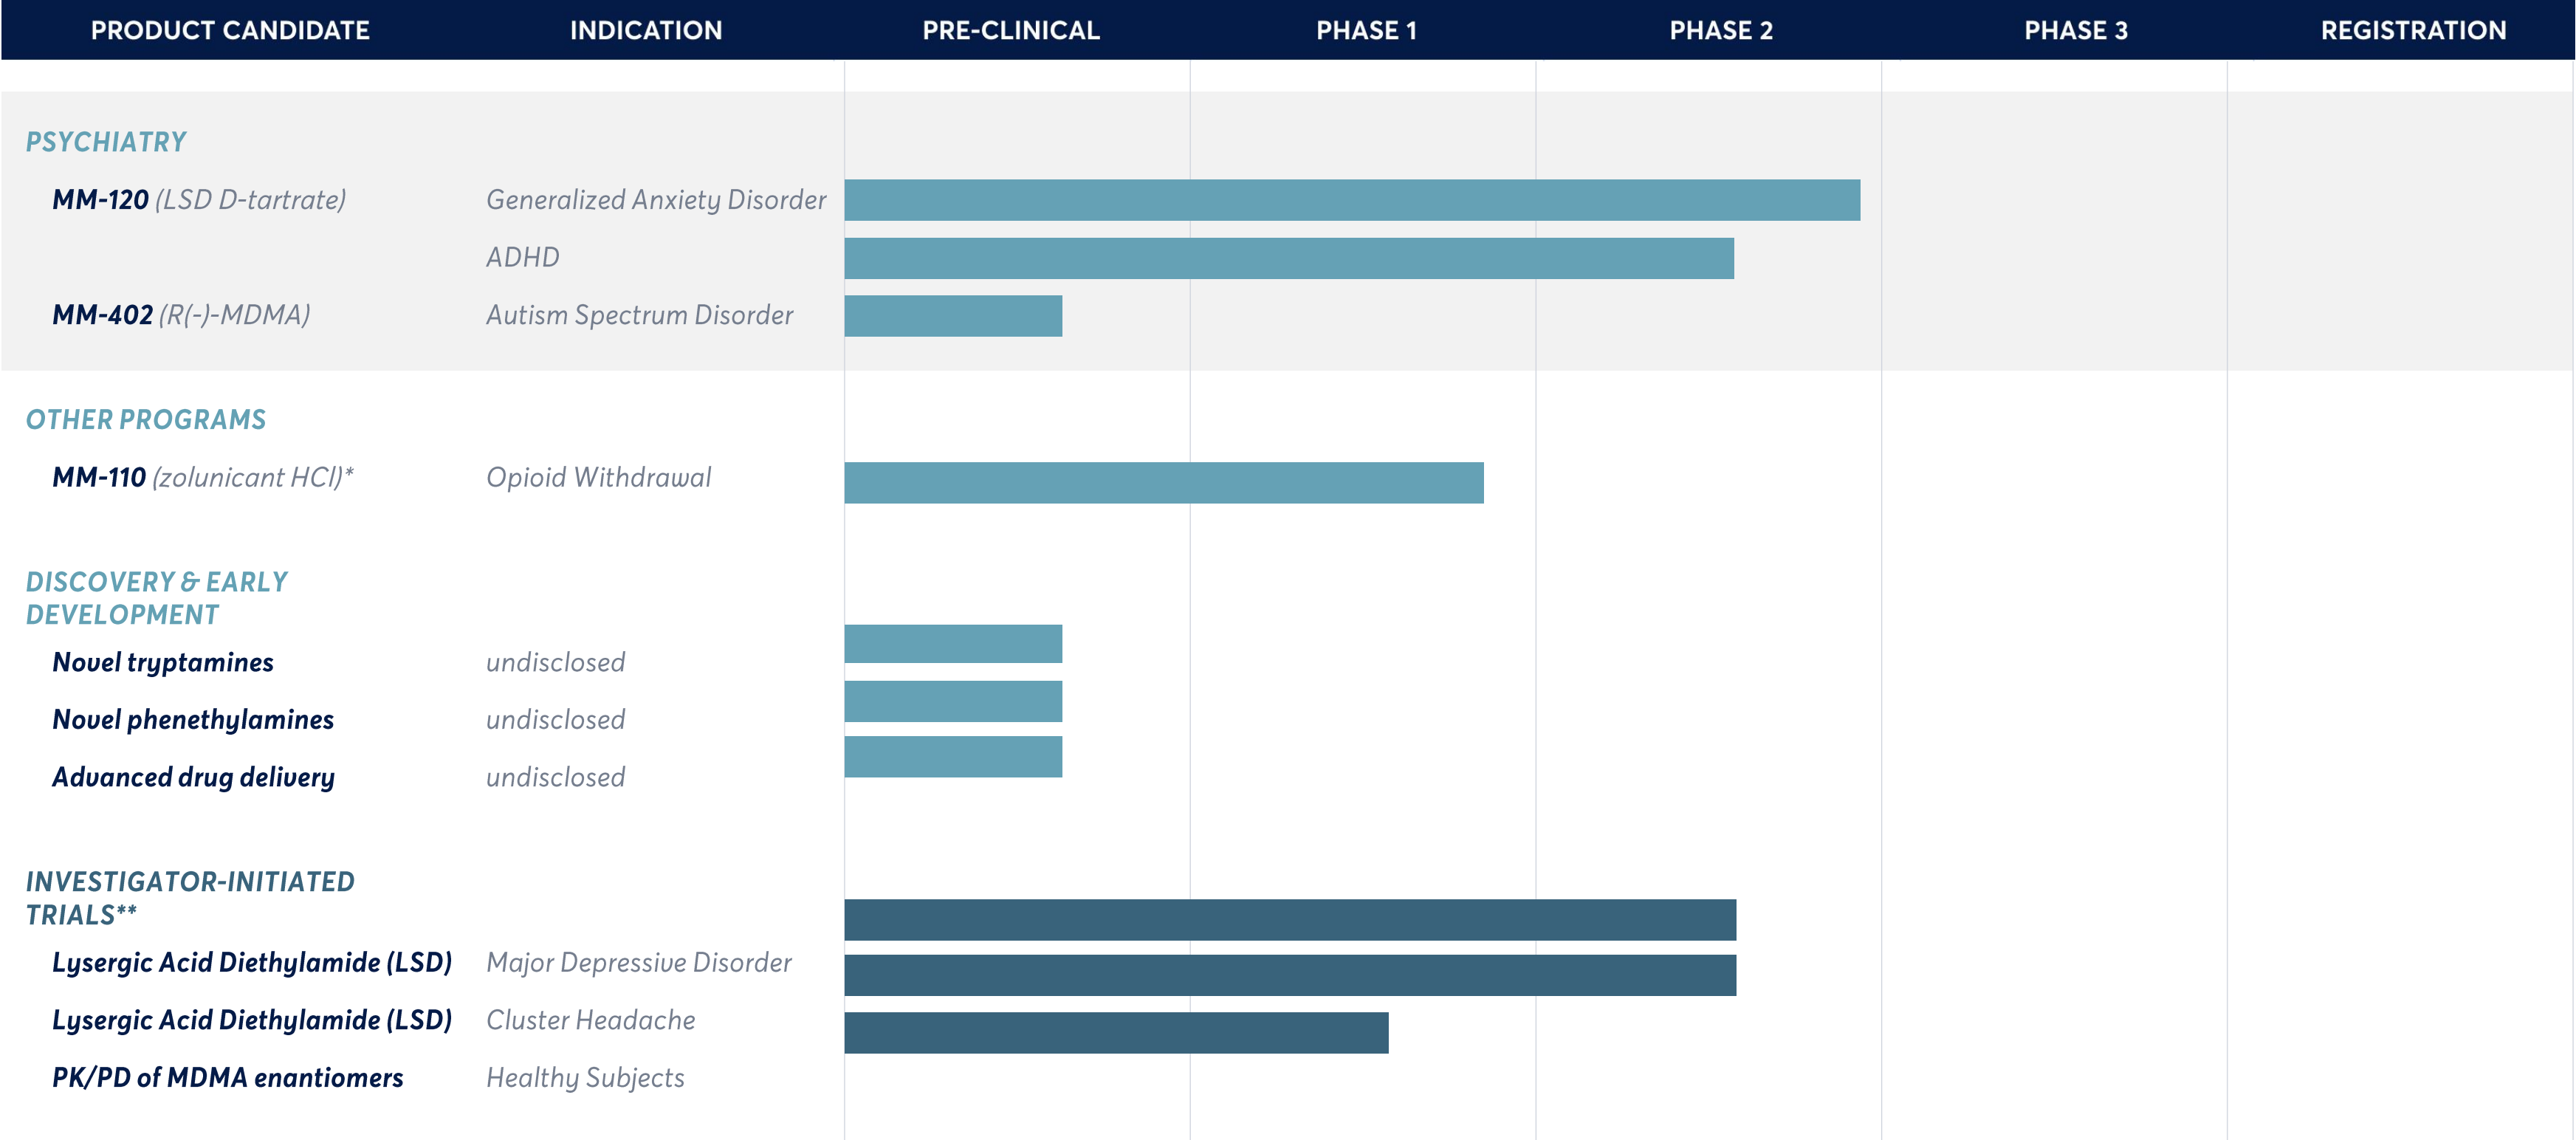 PRODUCT CANDIDATE INDICATION PRE-CLINICAL PHASE 1 PHASE 2 PHASE 3 REGISTRATION
PSYCHIATRY
MM-120 (LSD D-tartrate) Generalized Anxiety Disorder
ADHD
MM-402 (R(-)-MDMA) Autism Spectrum Disorder
OTHER PROGRAMS
MM-110 (zolunicant HCl)* Opioid Withdrawal
DISCOVERY & EARLY
DEVELOPMENT
Novel tryptamines undisclosed
Novel phenethylamines undisclosed
Advanced drug delivery undisclosed
INVESTIGATOR-INITIATED
TRIALS**
Lysergic Acid Diethylamide (LSD) Major Depressive Disorder
Lysergic Acid Diethylamide (LSD) Cluster Headache
PK/PD of MDMA enantiomers Healthy Subjects